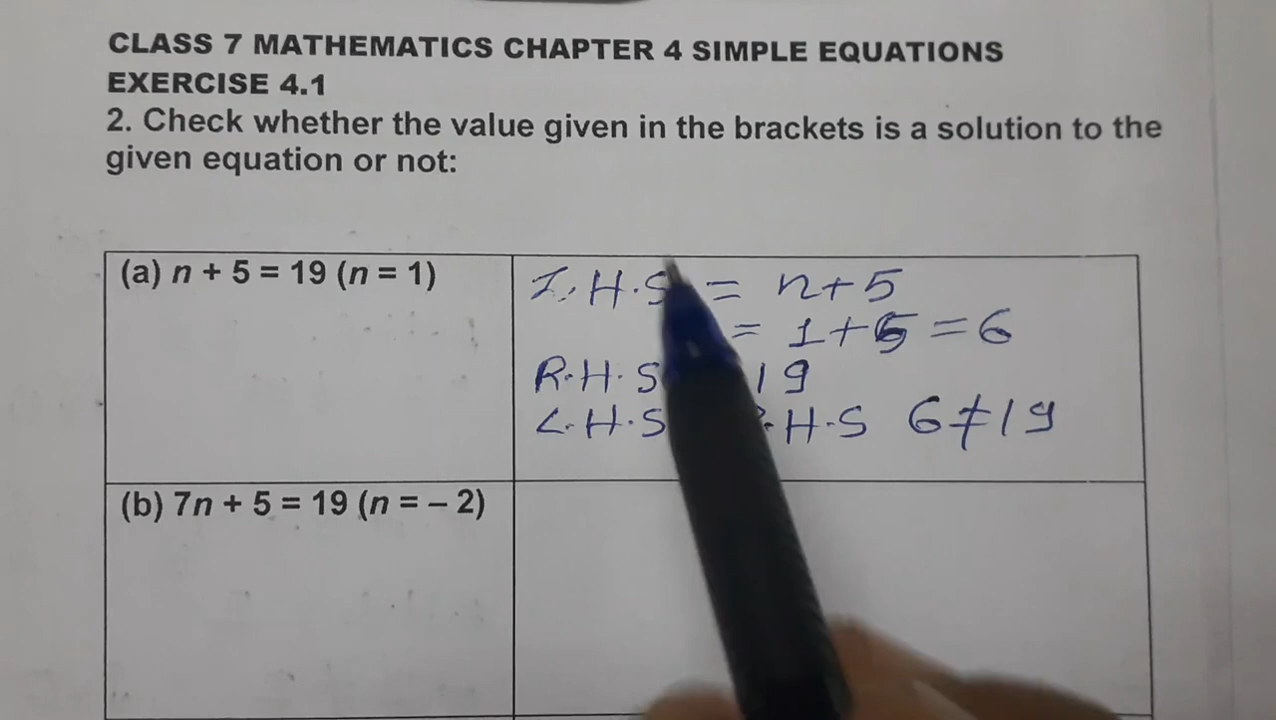 CLASS 7 MATHEMATICS CHAPTER 4 SIMPLE EQUATIONS
EXERCISE 4.1
2. Check whether the value given in the brackets is a solution to the
given equation or not:
(a) n + 5 = 19 (n = 1)
L.H.S = n+5
= 1+5 = 6
R.H.S 19
L.H.S R.H.S 6≠19
(b) 7n + 5 = 19 (n = – 2)